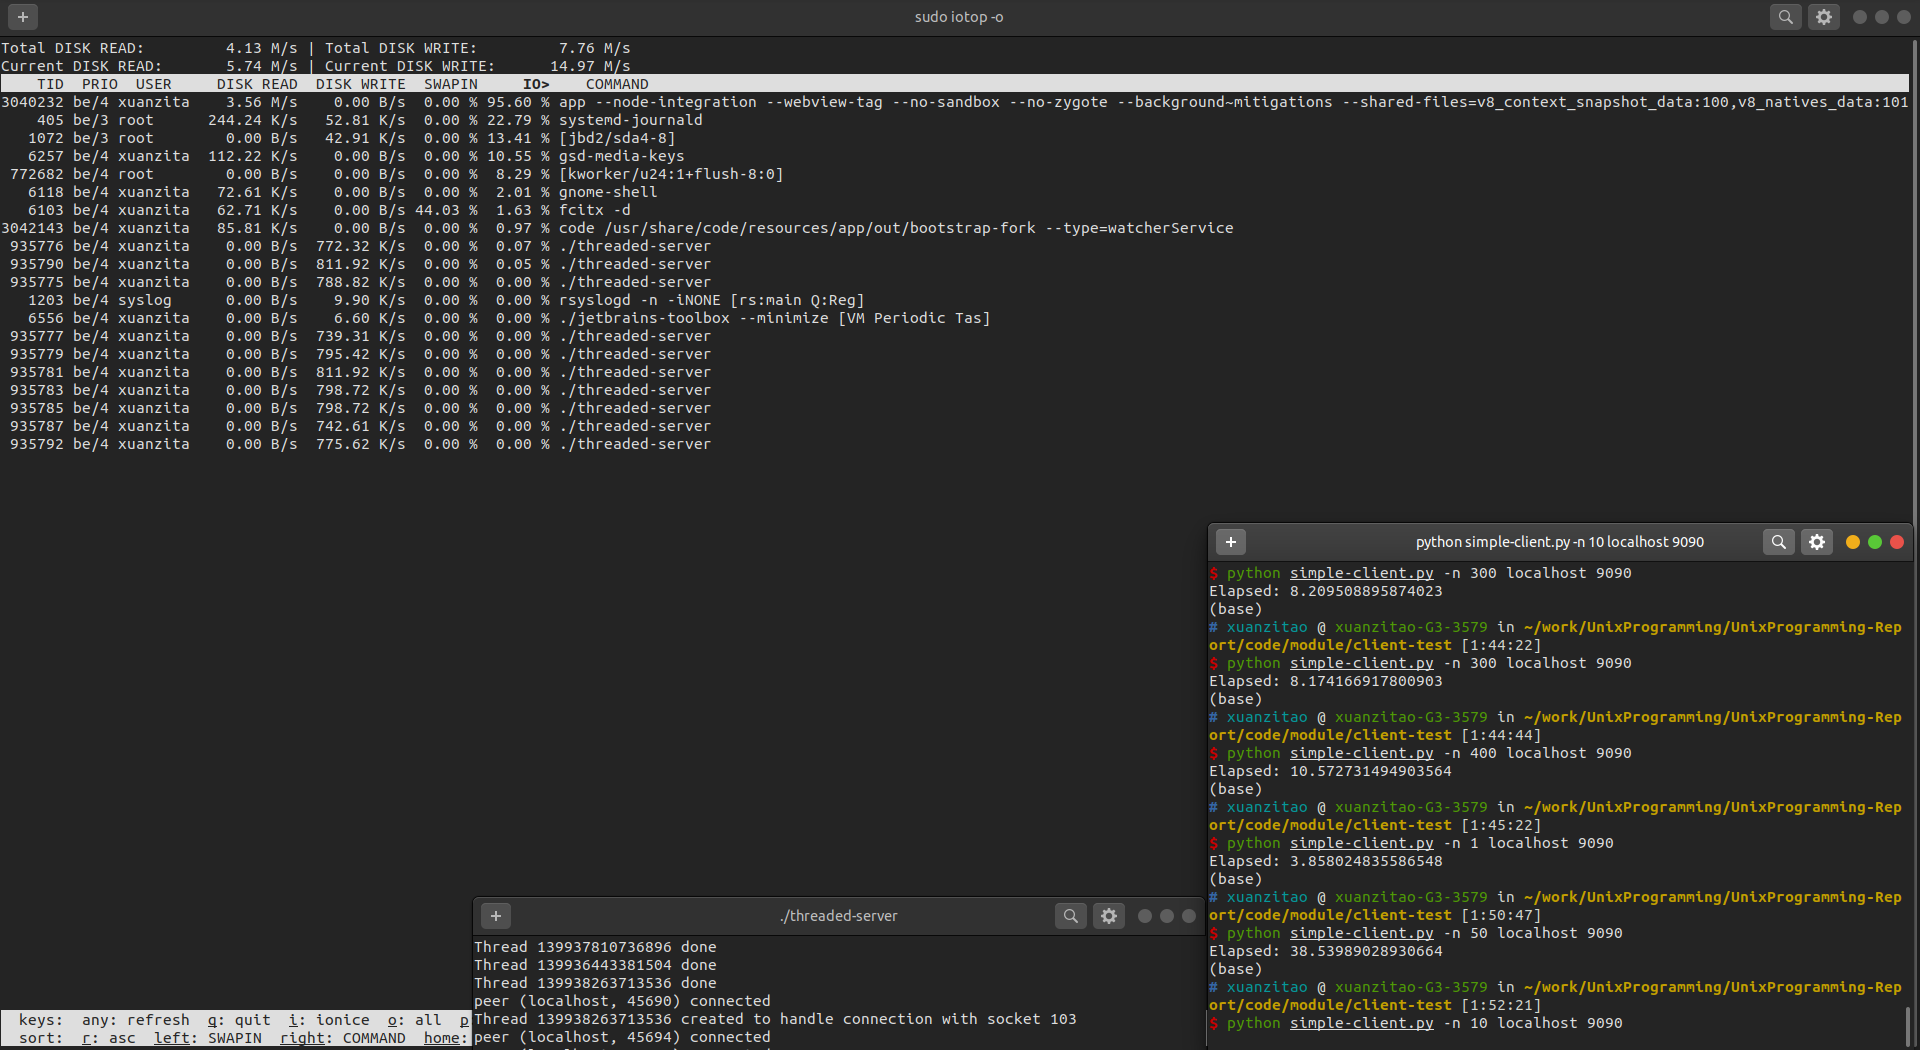 sudo iotop -o
Total DISK READ:         4.13 M/s | Total DISK WRITE:         7.76 M/s
Current DISK READ:       5.74 M/s | Current DISK WRITE:      14.97 M/s
    TID  PRIO  USER     DISK READ  DISK WRITE  SWAPIN     IO>    COMMAND
3040232 be/4 xuanzita    3.56 M/s    0.00 B/s  0.00 % 95.60 % app --node-integration --webview-tag --no-sandbox --no-zygote --background~mitigations --shared-files=v8_context_snapshot_data:100,v8_natives_data:101
    405 be/3 root      244.24 K/s   52.81 K/s  0.00 % 22.79 % systemd-journald
   1072 be/3 root        0.00 B/s   42.91 K/s  0.00 % 13.41 % [jbd2/sda4-8]
   6257 be/4 xuanzita  112.22 K/s    0.00 B/s  0.00 % 10.55 % gsd-media-keys
 772682 be/4 root        0.00 B/s    0.00 B/s  0.00 %  8.29 % [kworker/u24:1+flush-8:0]
   6118 be/4 xuanzita   72.61 K/s    0.00 B/s  0.00 %  2.01 % gnome-shell
   6103 be/4 xuanzita   62.71 K/s    0.00 B/s 44.03 %  1.63 % fcitx -d
3042143 be/4 xuanzita   85.81 K/s    0.00 B/s  0.00 %  0.97 % code /usr/share/code/resources/app/out/bootstrap-fork --type=watcherService
 935776 be/4 xuanzita    0.00 B/s  772.32 K/s  0.00 %  0.07 % ./threaded-server
 935790 be/4 xuanzita    0.00 B/s  811.92 K/s  0.00 %  0.05 % ./threaded-server
 935775 be/4 xuanzita    0.00 B/s  788.82 K/s  0.00 %  0.00 % ./threaded-server
   1203 be/4 syslog      0.00 B/s    9.90 K/s  0.00 %  0.00 % rsyslogd -n -iNONE [rs:main Q:Reg]
   6556 be/4 xuanzita    0.00 B/s    6.60 K/s  0.00 %  0.00 % ./jetbrains-toolbox --minimize [VM Periodic Tas]
 935777 be/4 xuanzita    0.00 B/s  739.31 K/s  0.00 %  0.00 % ./threaded-server
 935779 be/4 xuanzita    0.00 B/s  795.42 K/s  0.00 %  0.00 % ./threaded-server
 935781 be/4 xuanzita    0.00 B/s  811.92 K/s  0.00 %  0.00 % ./threaded-server
 935783 be/4 xuanzita    0.00 B/s  798.72 K/s  0.00 %  0.00 % ./threaded-server
 935785 be/4 xuanzita    0.00 B/s  798.72 K/s  0.00 %  0.00 % ./threaded-server
 935787 be/4 xuanzita    0.00 B/s  742.61 K/s  0.00 %  0.00 % ./threaded-server
 935792 be/4 xuanzita    0.00 B/s  775.62 K/s  0.00 %  0.00 % ./threaded-server
keys:  any: refresh  q: quit  i: ionice  o: all  p
sort:  r: asc  left: SWAPIN  right: COMMAND  home:
./threaded-server
Thread 139937810736896 done
Thread 139936443381504 done
Thread 139938263713536 done
peer (localhost, 45690) connected
Thread 139938263713536 created to handle connection with socket 103
peer (localhost, 45694) connected
python simple-client.py -n 10 localhost 9090
$ python simple-client.py -n 300 localhost 9090
Elapsed: 8.209508895874023
(base)
# xuanzitao @ xuanzitao-G3-3579 in ~/work/UnixProgramming/UnixProgramming-Rep
ort/code/module/client-test [1:44:22]
$ python simple-client.py -n 300 localhost 9090
Elapsed: 8.174166917800903
(base)
# xuanzitao @ xuanzitao-G3-3579 in ~/work/UnixProgramming/UnixProgramming-Rep
ort/code/module/client-test [1:44:44]
$ python simple-client.py -n 400 localhost 9090
Elapsed: 10.572731494903564
(base)
# xuanzitao @ xuanzitao-G3-3579 in ~/work/UnixProgramming/UnixProgramming-Rep
ort/code/module/client-test [1:45:22]
$ python simple-client.py -n 1 localhost 9090
Elapsed: 3.858024835586548
(base)
# xuanzitao @ xuanzitao-G3-3579 in ~/work/UnixProgramming/UnixProgramming-Rep
ort/code/module/client-test [1:50:47]
$ python simple-client.py -n 50 localhost 9090
Elapsed: 38.53989028930664
(base)
# xuanzitao @ xuanzitao-G3-3579 in ~/work/UnixProgramming/UnixProgramming-Rep
ort/code/module/client-test [1:52:21]
$ python simple-client.py -n 10 localhost 9090